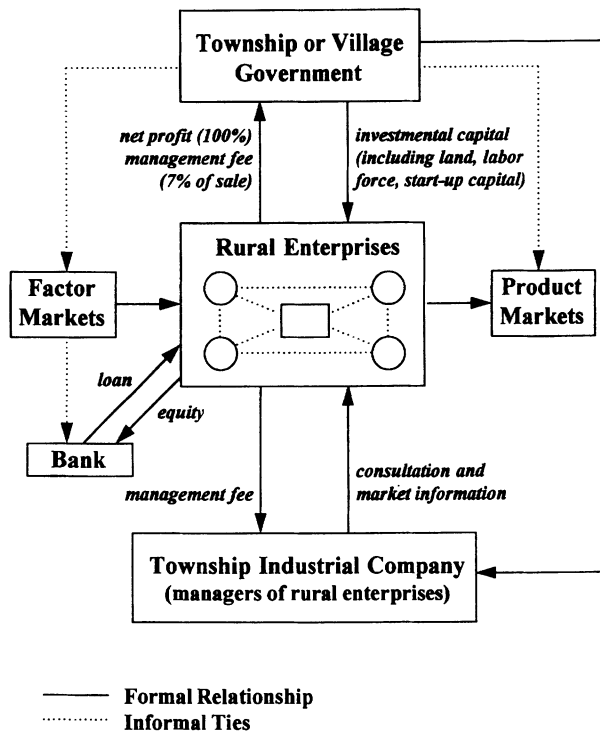 Township or Village
Government
net profit (100%)
management fee
(7% of sale)
investmental capital
(including land, labor
force, start-up capital)
Rural Enterprises
Factor
Markets
Product
Markets
loan
equity
Bank
management fee
consultation and
market information
Township Industrial Company
(managers of rural enterprises)
Formal Relationship
Informal Ties